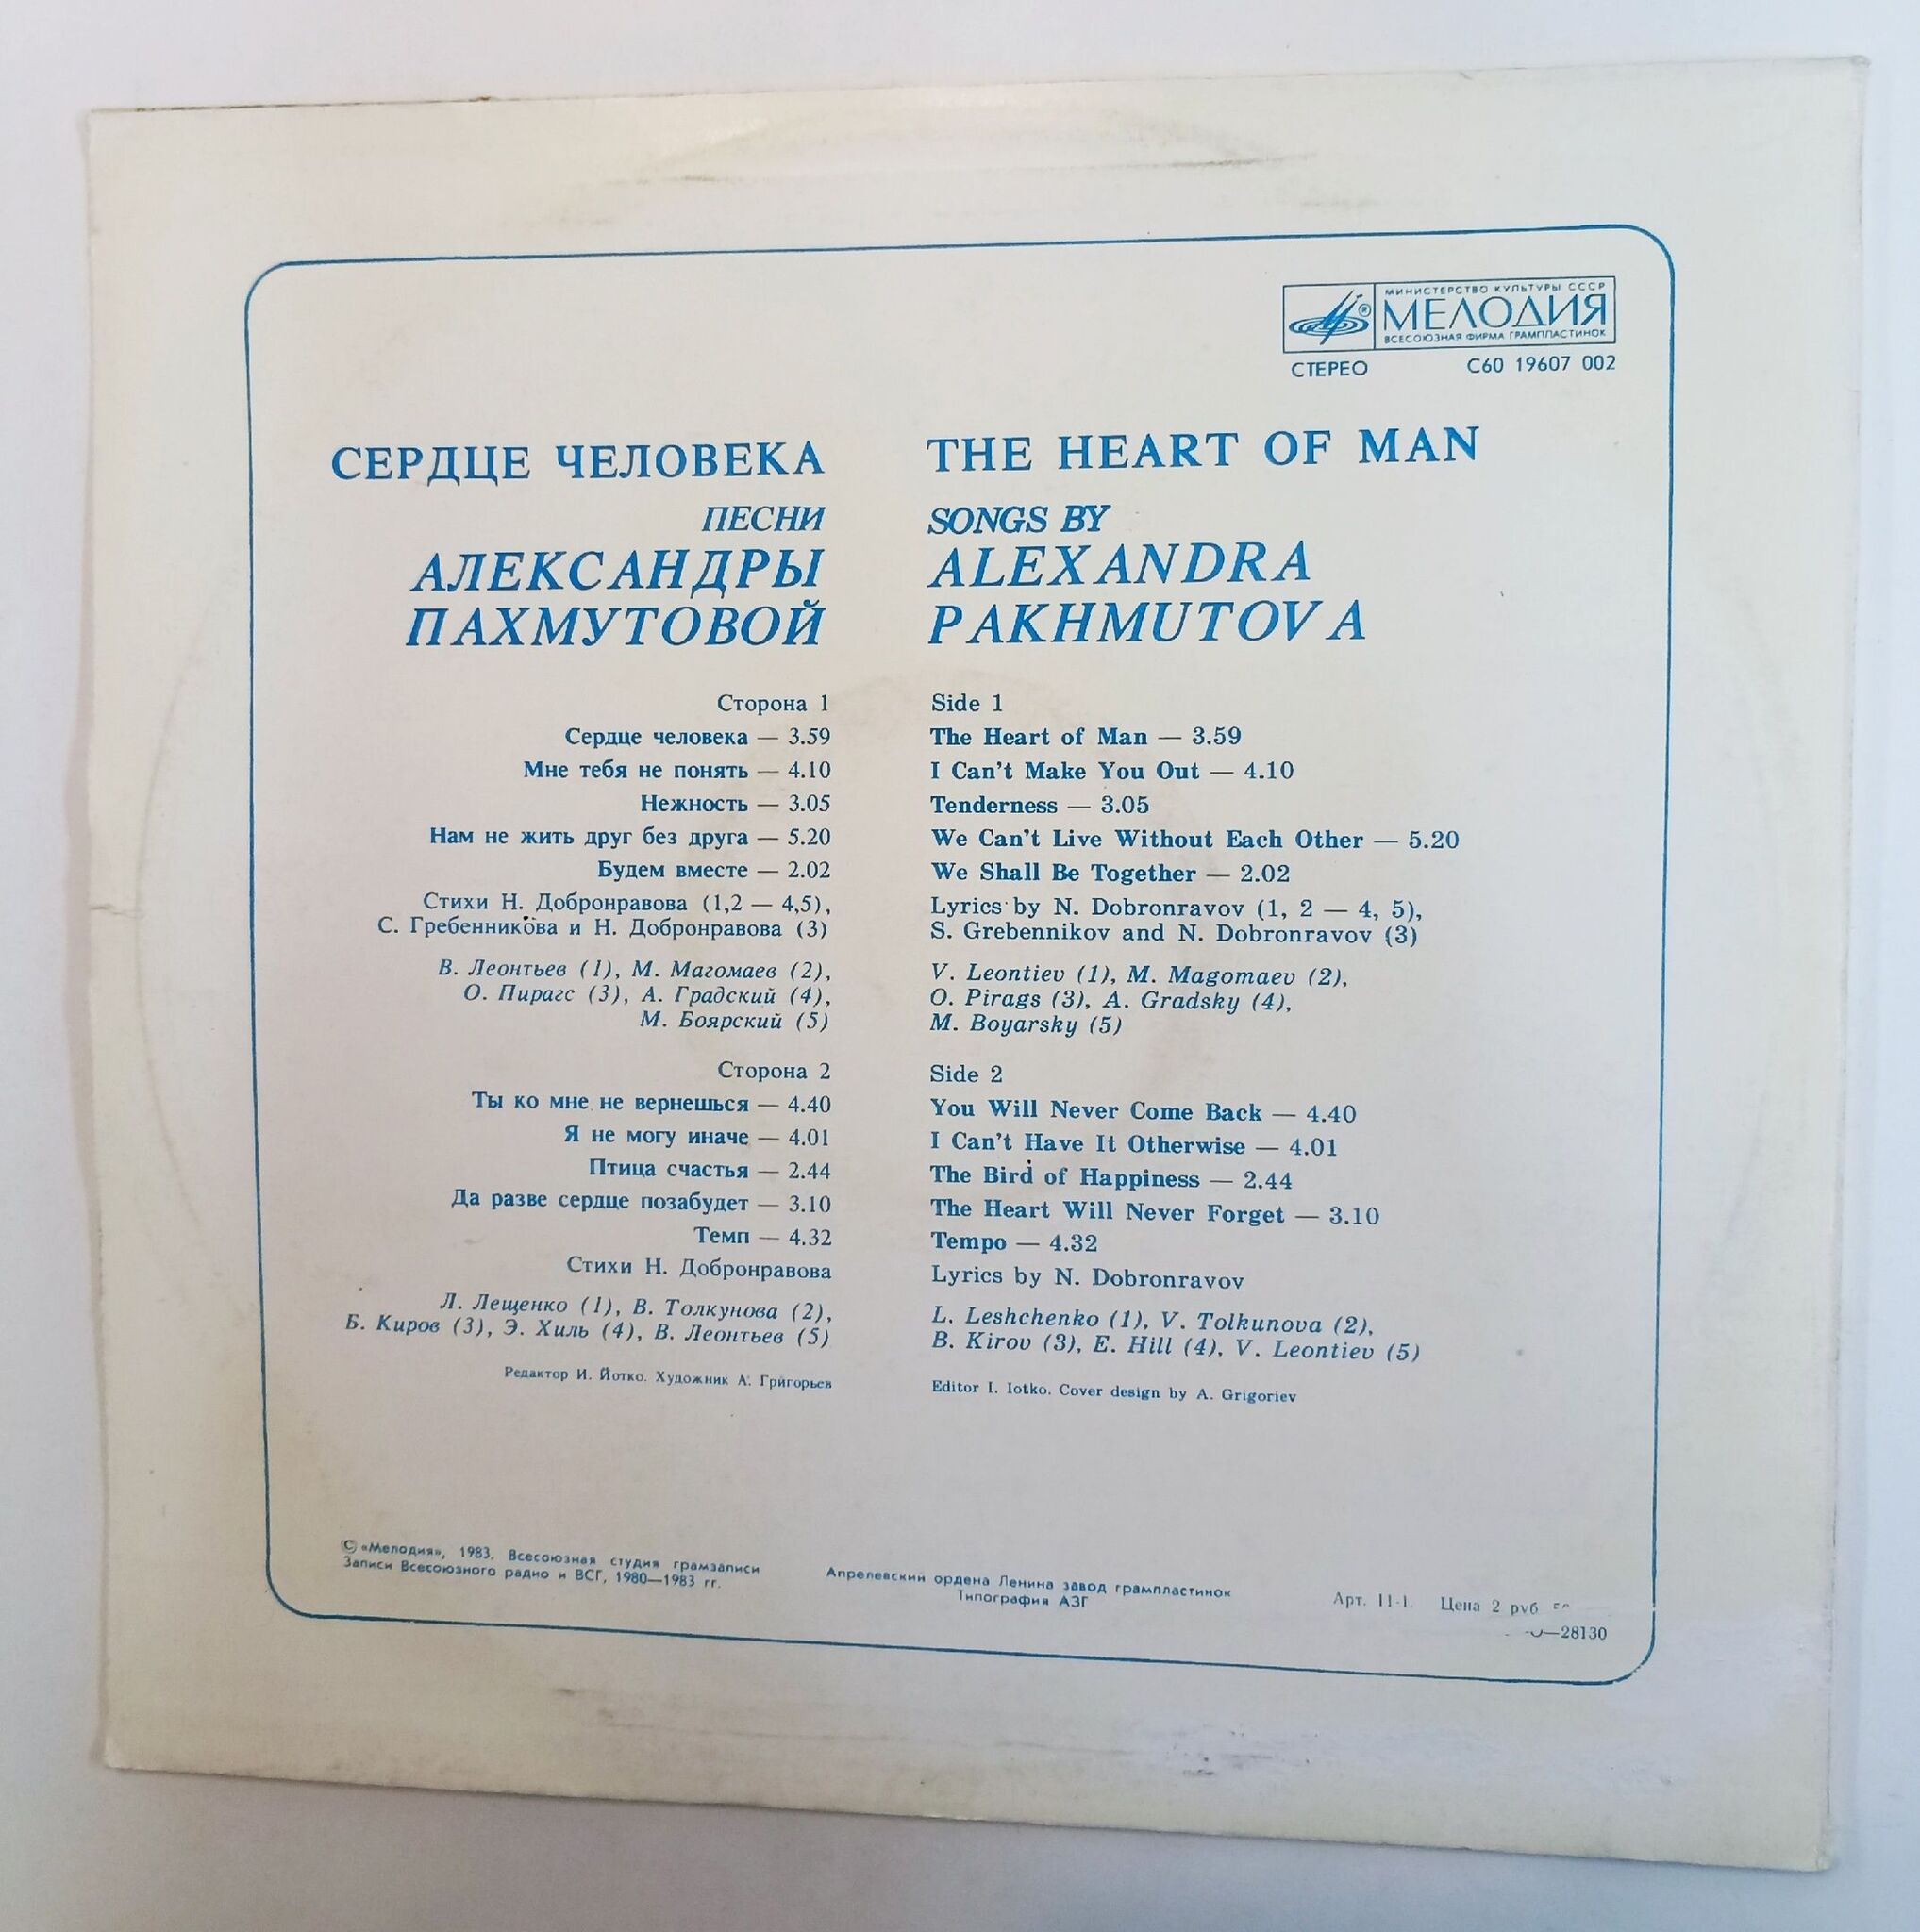 МИНИСТЕРСТВО КУЛЬТУРЫ СССР
МЕЛОДИЯ
ВСЕСОЮЗНАЯ ФИРМА ГРАМПЛАСТИНОК
СТЕРЕО С60 19607 002
СЕРДЦЕ ЧЕЛОВЕКА
ПЕСНИ
АЛЕКСАНДРЫ
ПАХМУТОВОЙ
Сторона 1
Сердце человека — 3.59
Мне тебя не понять — 4.10
Нежность — 3.05
Нам не жить друг без друга — 5.20
Будем вместе — 2.02
Стихи Н. Добронравова (1,2 — 4,5),
С. Гребенникова и Н. Добронравова (3)
В. Леонтьев (1), М. Магомаев (2),
О. Пирагс (3), А. Градский (4),
М. Боярский (5)
Сторона 2
Ты ко мне не вернешься — 4.40
Я не могу иначе — 4.01
Птица счастья — 2.44
Да разве сердце позабудет — 3.10
Темп — 4.32
Стихи Н. Добронравова
Л. Лещенко (1), В. Толкунова (2),
Б. Киров (3), Э. Хиль (4), В. Леонтьев (5)
Редактор И. Йотко. Художник А. Григорьев
THE HEART OF MAN
SONGS BY
ALEXANDRA
PAKHMUTOVA
Side 1
The Heart of Man — 3.59
I Can't Make You Out — 4.10
Tenderness — 3.05
We Can't Live Without Each Other — 5.20
We Shall Be Together — 2.02
Lyrics by N. Dobronravov (1, 2 — 4, 5),
S. Grebennikov and N. Dobronravov (3)
V. Leontiev (1), M. Magomaev (2),
O. Pirags (3), A. Gradsky (4),
M. Boyarsky (5)
Side 2
You Will Never Come Back — 4.40
I Can't Have It Otherwise — 4.01
The Bird of Happiness — 2.44
The Heart Will Never Forget — 3.10
Tempo — 4.32
Lyrics by N. Dobronravov
L. Leshchenko (1), V. Tolkunova (2),
B. Kirov (3), E. Hill (4), V. Leontiev (5)
Editor I. Iotko. Cover design by A. Grigoriev
© «Мелодия», 1983, Всесоюзная студия грамзаписи
Записи Всесоюзного радио и ВСГ, 1980—1983 гг.
Апрелевский ордена Ленина завод грампластинок
Типография АЗГ
Арт. 11-1. Цена 2 руб
—28130